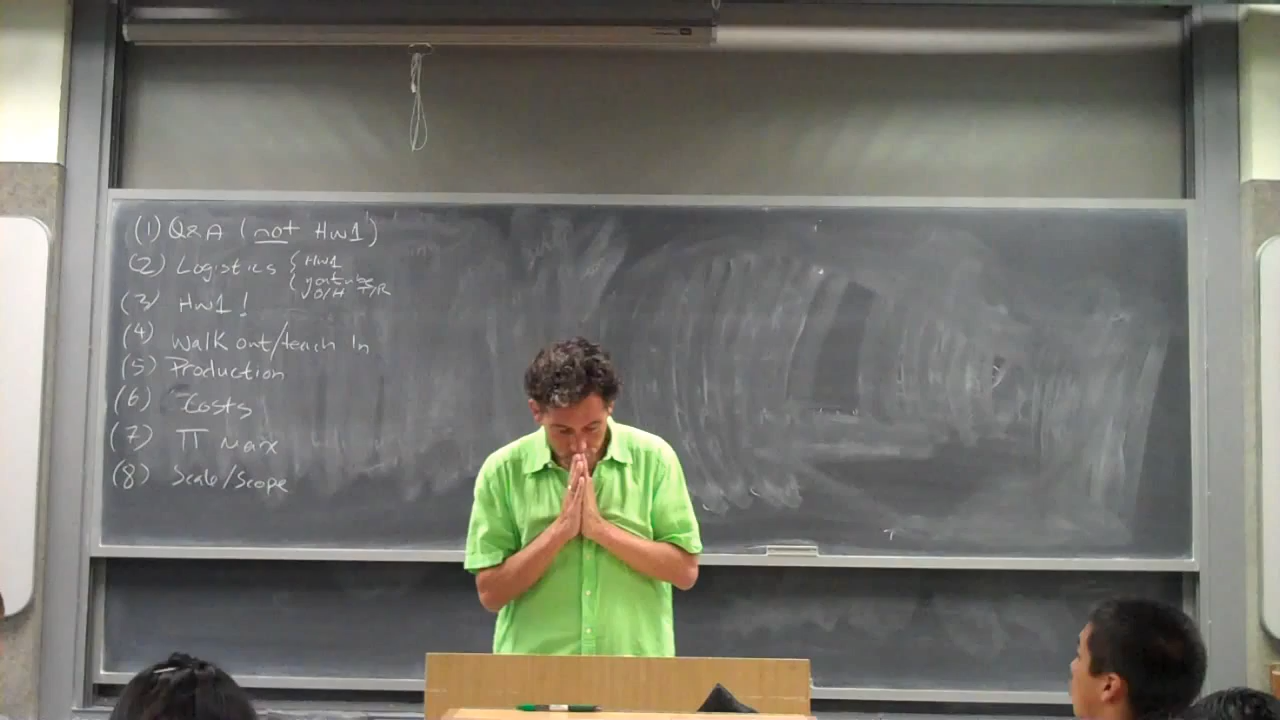 (1) Q&A (not HW1)
(2) Logistics { HW1
{ youtube
O/H T/R
(3) HW1!
(4) Walk out/teach In
(5) Production
(6) Costs
(7) π max
(8) Scale/Scope